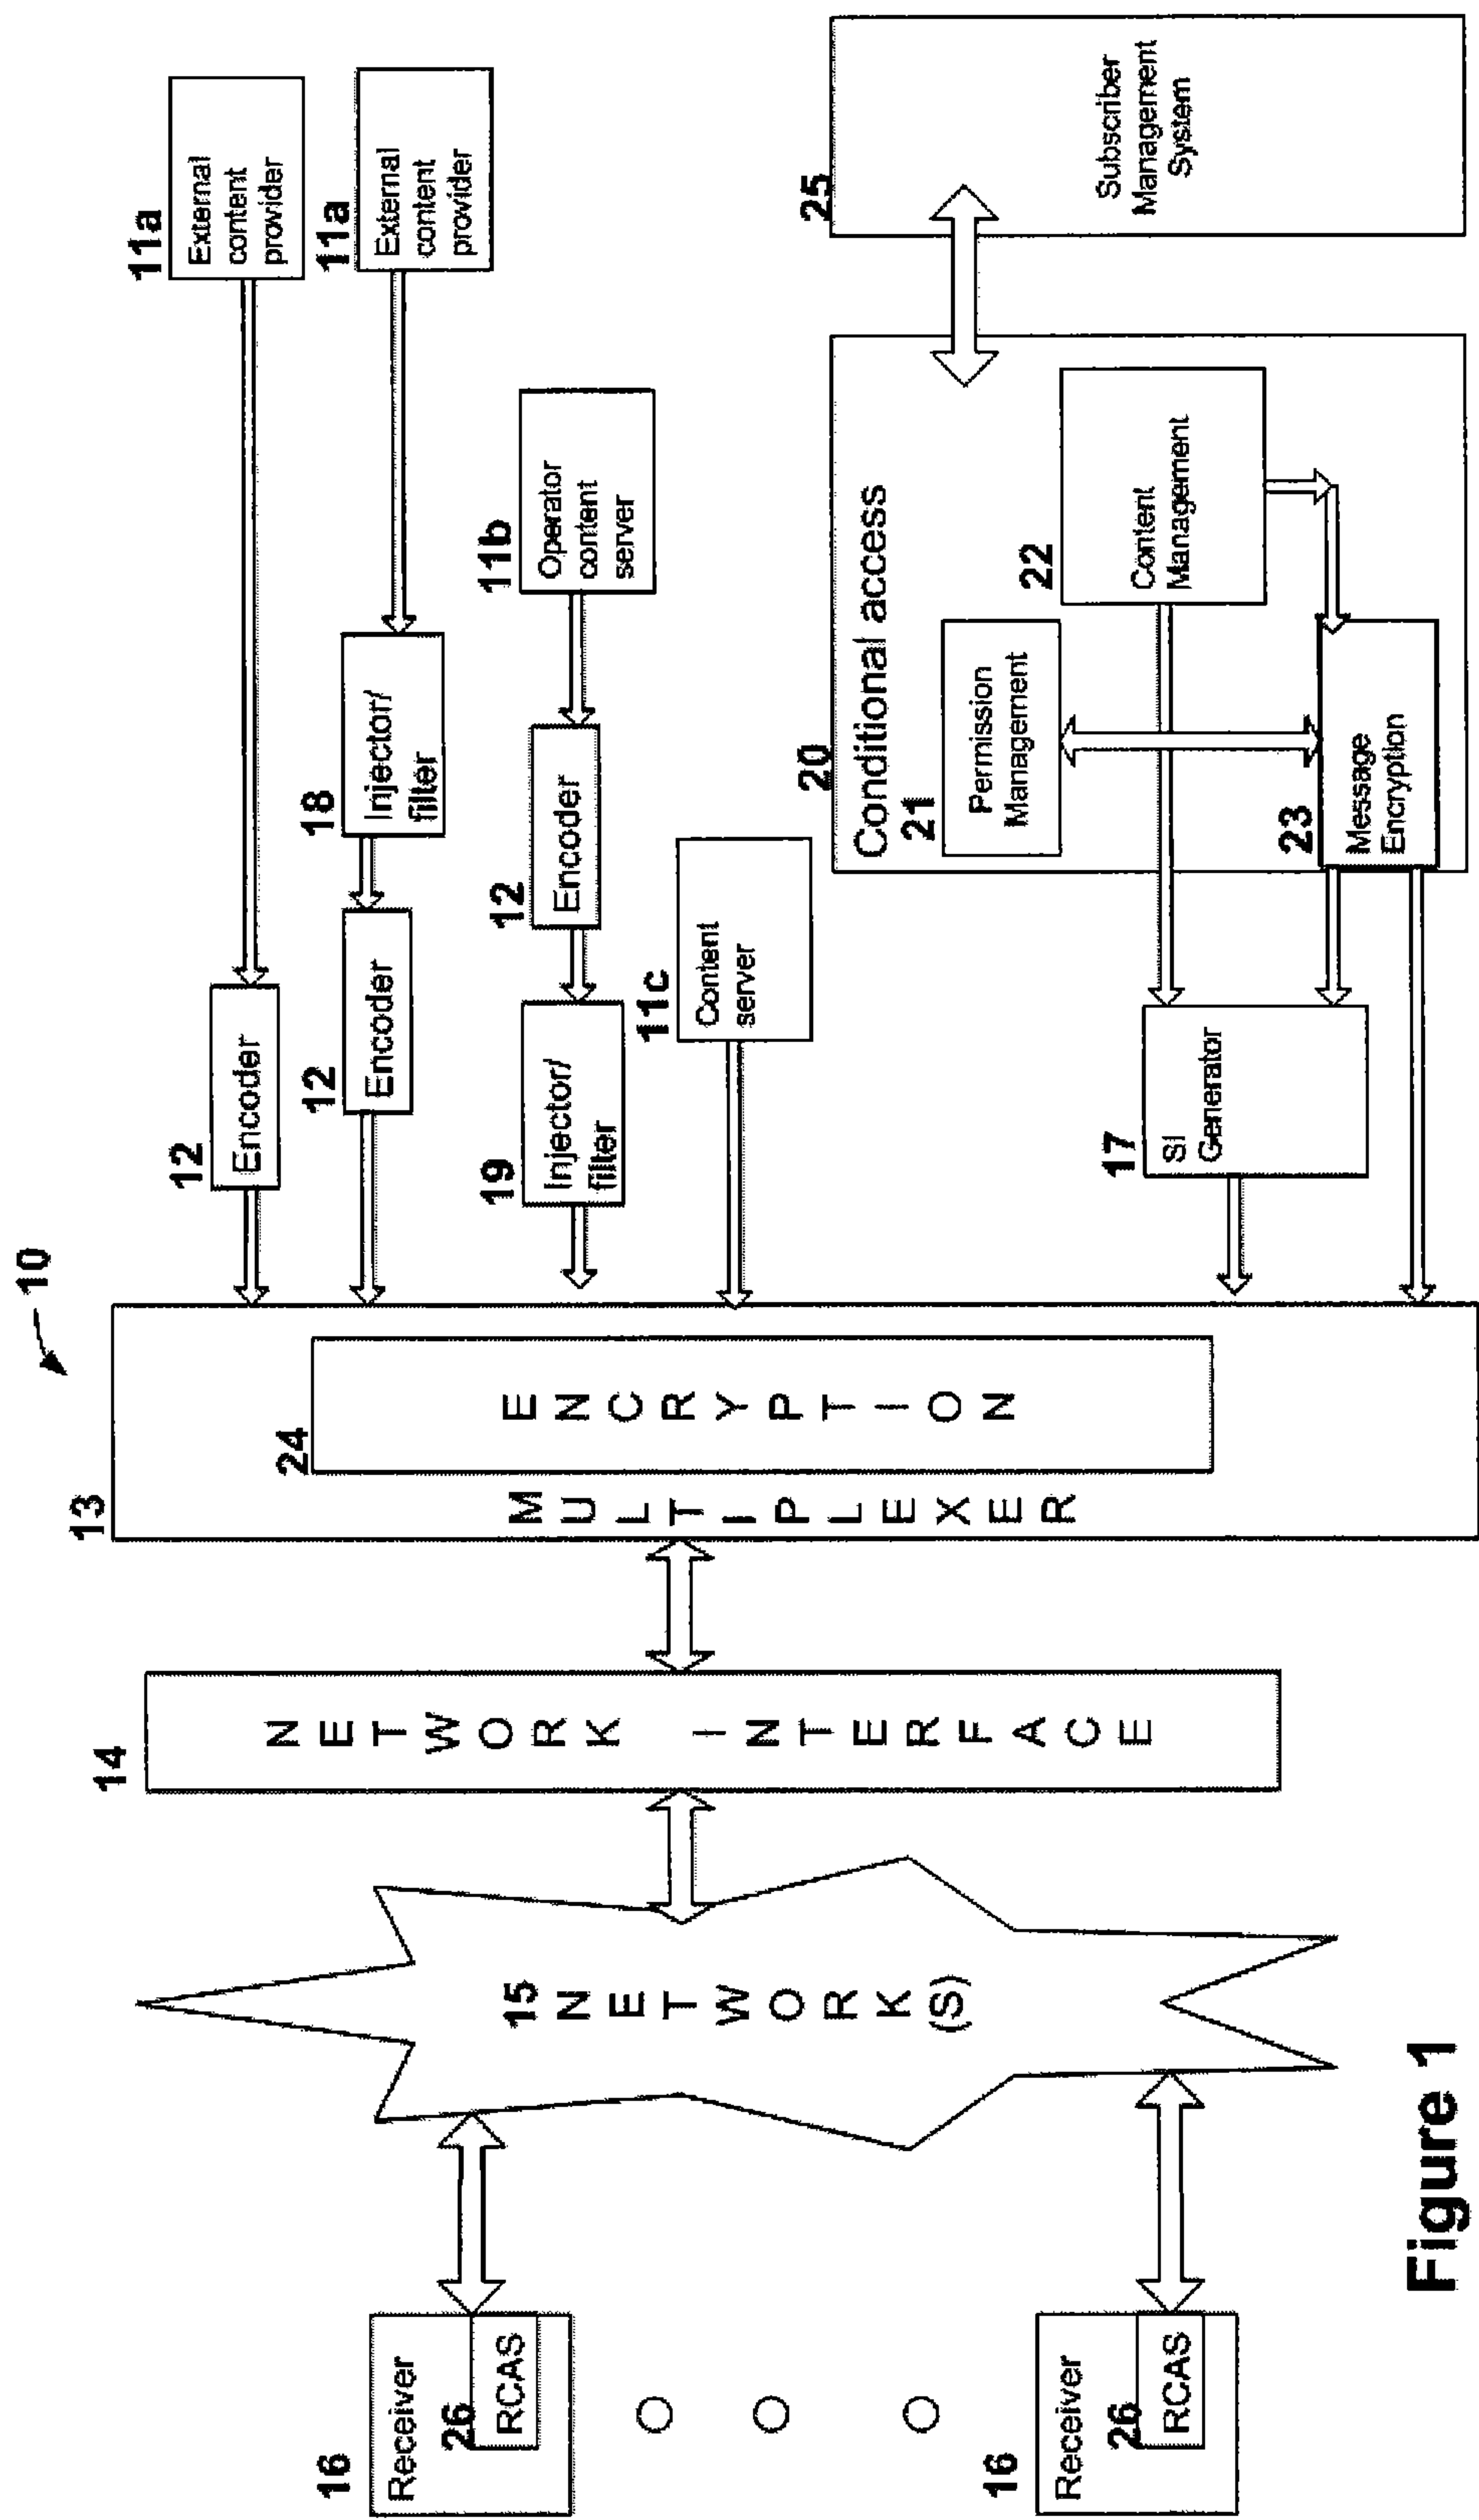 10
11a
External
content
provider
12
Encoder
11a
External
content
provider
18
Injector/
filter
12
Encoder
11b
Operator
content
server
12
Encoder
19
Injector/
filter
11c
Content
server
13
MULTIPLEXER
24
ENCRYPTION
14
NETWORK INTERFACE
15
NETWORK(S)
16
Receiver
26
RCAS
16
Receiver
26
RCAS
17
SI
Generator
20
Conditional access
21
Permission
Management
22
Content
Management
23
Message
Encryption
25
Subscriber
Management
System
Figure 1